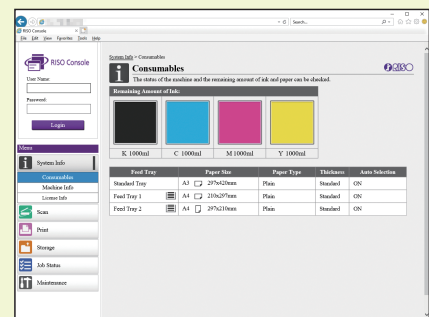 Search...
RISO Console
File Edit View Favorites Tools Help
RISO Console
User Name:
Password:
Login
Menu
System Info
Consumables
Machine Info
License Info
Scan
Print
Storage
Job Status
Maintenance
System Info > Consumables
Consumables
The status of the machine and the remaining amount of ink and paper can be checked.
RISO
Remaining Amount of Ink:
K 1000ml C 1000ml M 1000ml Y 1000ml
Feed Tray Paper Size Paper Type Thickness Auto Selection
Standard Tray A3 297x420mm Plain Standard ON
Feed Tray 1 A4 210x297mm Plain Standard ON
Feed Tray 2 A4 297x210mm Plain Standard ON